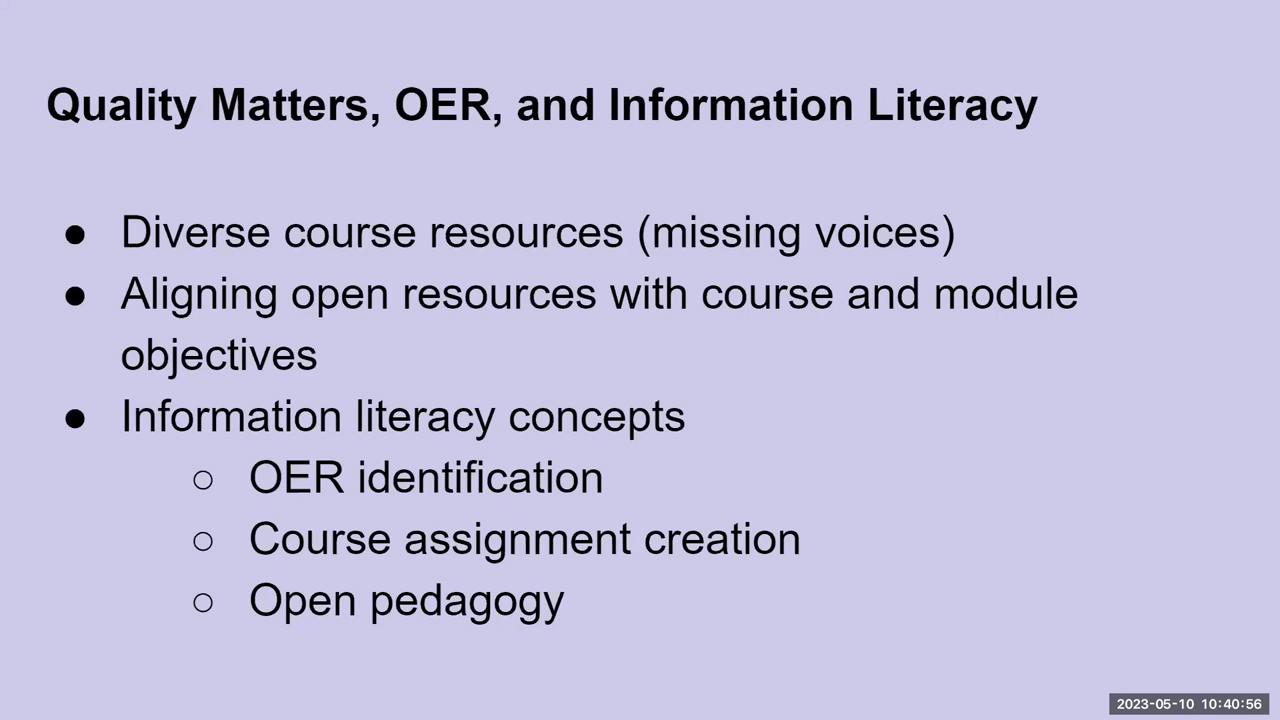 Quality Matters, OER, and Information Literacy
● Diverse course resources (missing voices)
● Aligning open resources with course and module
objectives
● Information literacy concepts
○ OER identification
○ Course assignment creation
○ Open pedagogy
2023-05-10 10:40:56